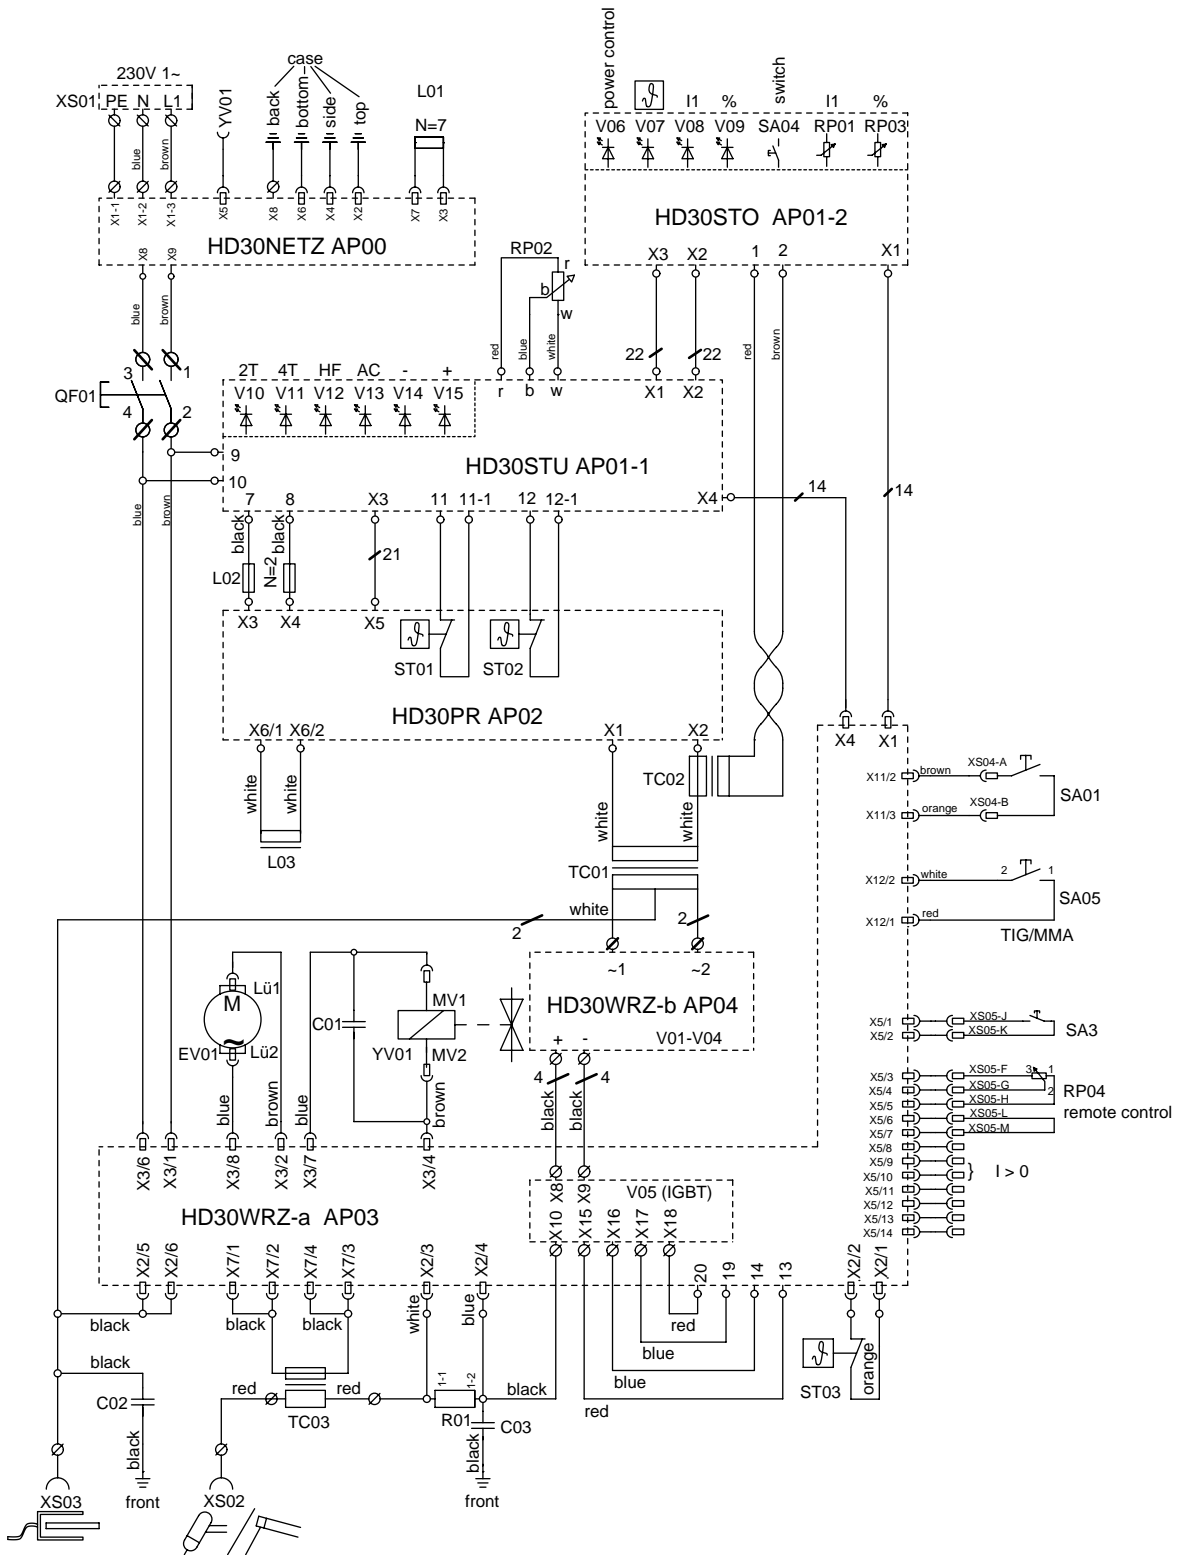 case
230V 1~
XS01 PE N L1
YV01
back
bottom
side
top
L01
N=7
blue
brown
X1-1
X1-2
X1-3
X5
X8
X6
X4
X2
X7
X3
HD30NETZ AP00
X8
X9
power control
switch
I1
%
I1
%
V06 V07 V08 V09 SA04 RP01 RP03
HD30STO AP01-2
X3 X2 1 2 X1
RP02
r
b
w
blue
brown
red
blue
white
22
22
red
brown
3
1
QF01
4
2
2T 4T HF AC - +
V10 V11 V12 V13 V14 V15
r b w X1 X2
9
HD30STU AP01-1
10
7 8 X3 11 11-1 12 12-1 X4
14
14
blue
brown
black
black
21
L02
N=2
X3 X4 X5
ST01
ST02
HD30PR AP02
X6/1 X6/2 X1 X2
white
white
L03
TC02
white
white
TC01
white
2
2
X4 X1
X11/2 brown XS04-A
SA01
X11/3 orange XS04-B
X12/2 white 2 1
SA05
X12/1 red
TIG/MMA
~1 ~2
HD30WRZ-b AP04
V01-V04
+ -
4
4
black
black
M
Lü1
EV01
Lü2
C01
MV1
YV01
MV2
blue
brown
blue
brown
X5/1 XS05-J
X5/2 XS05-K
SA3
X5/3 XS05-F 3 1
X5/4 XS05-G 2
RP04
X5/5 XS05-H
remote control
X5/6 XS05-L
X5/7 XS05-M
X5/8
X5/9
X5/10
} I > 0
X5/11
X5/12
X5/13
X5/14
X3/6
X3/1
X3/8
X3/2
X3/7
X3/4
HD30WRZ-a AP03
X8
X9
V05 (IGBT)
X10
X15
X16
X17
X18
X2/5
X2/6
X7/1
X7/2
X7/4
X7/3
X2/3
X2/4
20
19
14
13
X2/2
X2/1
black
black
black
white
blue
red
blue
blue
red
ST03
orange
black
C02
black
front
red
TC03
red
1-1
1-2
R01
black
C03
black
front
XS03
XS02